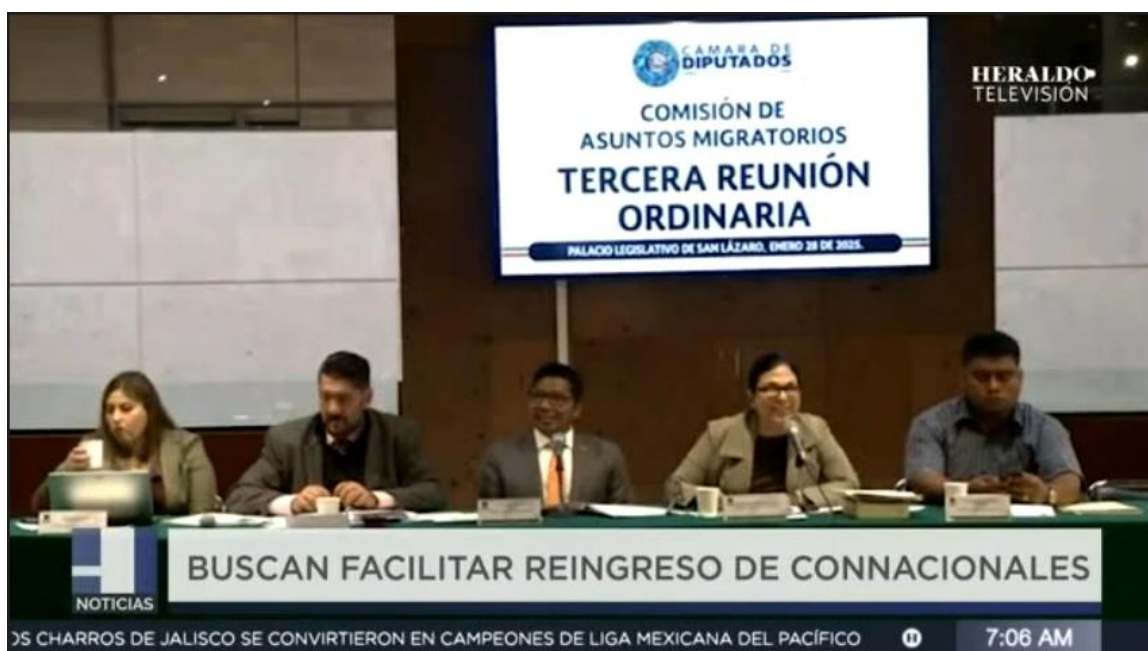 CÁMARA DE
DIPUTADOS
HERALDO
TELEVISIÓN
COMISIÓN DE
ASUNTOS MIGRATORIOS
TERCERA REUNIÓN
ORDINARIA
PALACIO LEGISLATIVO DE SAN LÁZARO, ENERO 28 DE 2025.
BUSCAN FACILITAR REINGRESO DE CONNACIONALES
NOTICIAS
OS CHARROS DE JALISCO SE CONVIRTIERON EN CAMPEONES DE LIGA MEXICANA DEL PACÍFICO
7:06 AM